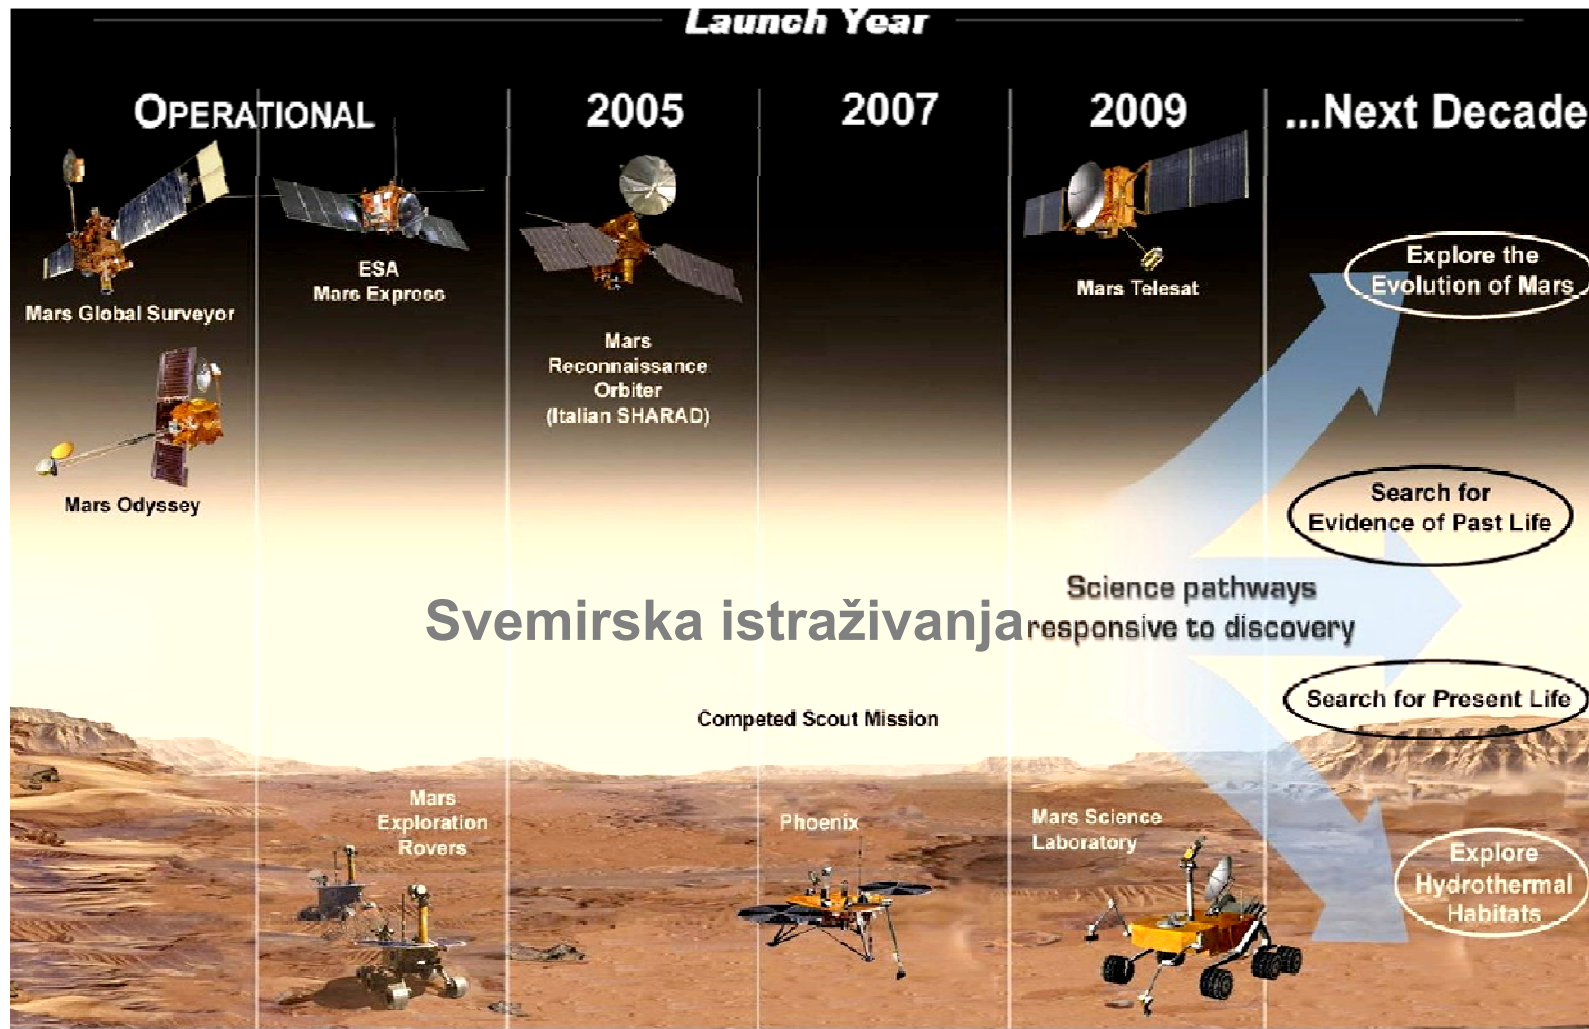 Launch Year
OPERATIONAL
2005
2007
2009
...Next Decade
Mars Global Surveyor
ESA
Mars Express
Mars
Reconnaissance
Orbiter
(Italian SHARAD)
Mars Telesat
Explore the
Evolution of Mars
Mars Odyssey
Search for
Evidence of Past Life
Svemirska istraživanja
Science pathways
responsive to discovery
Search for Present Life
Competed Scout Mission
Mars
Exploration
Rovers
Phoenix
Mars Science
Laboratory
Explore
Hydrothermal
Habitats